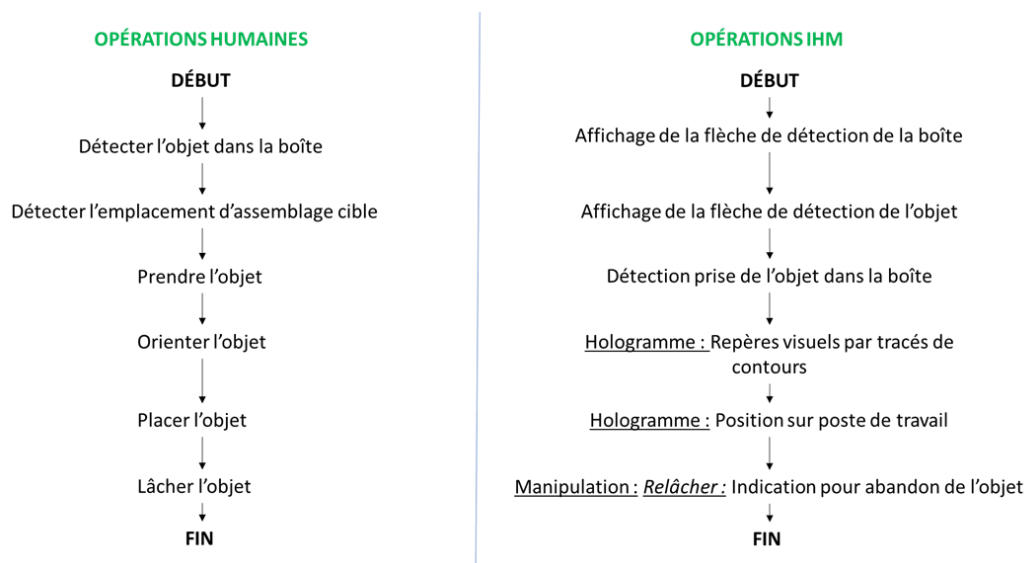 OPÉRATIONS HUMAINES
DÉBUT
Détecter l'objet dans la boîte
Détecter l'emplacement d'assemblage cible
Prendre l'objet
Orienter l'objet
Placer l'objet
Lâcher l'objet
FIN
OPÉRATIONS IHM
DÉBUT
Affichage de la flèche de détection de la boîte
Affichage de la flèche de détection de l'objet
Détection prise de l'objet dans la boîte
Hologramme : Repères visuels par tracés de
contours
Hologramme : Position sur poste de travail
Manipulation : Relâcher : Indication pour abandon de l'objet
FIN